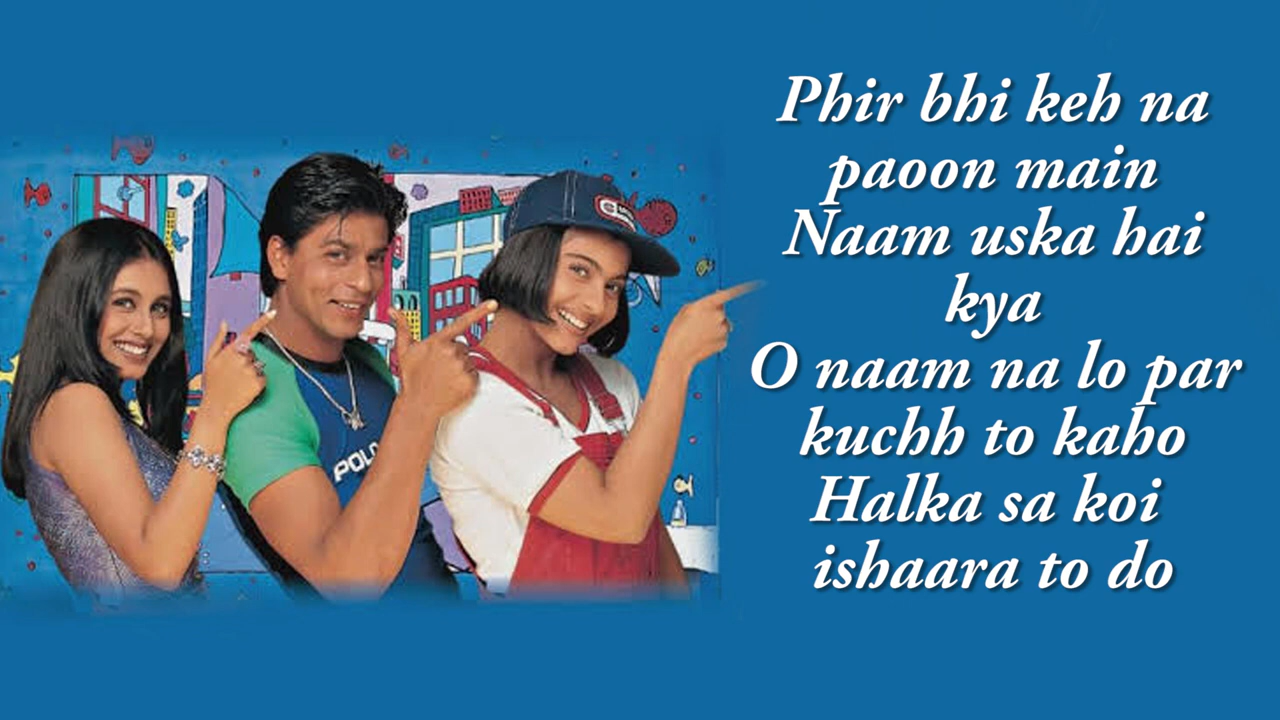 Phir bhi keh na
paoon main
Naam uska hai
kya
O naam na lo par
kuchh to kaho
Halka sa koi
ishaara to do
POLO